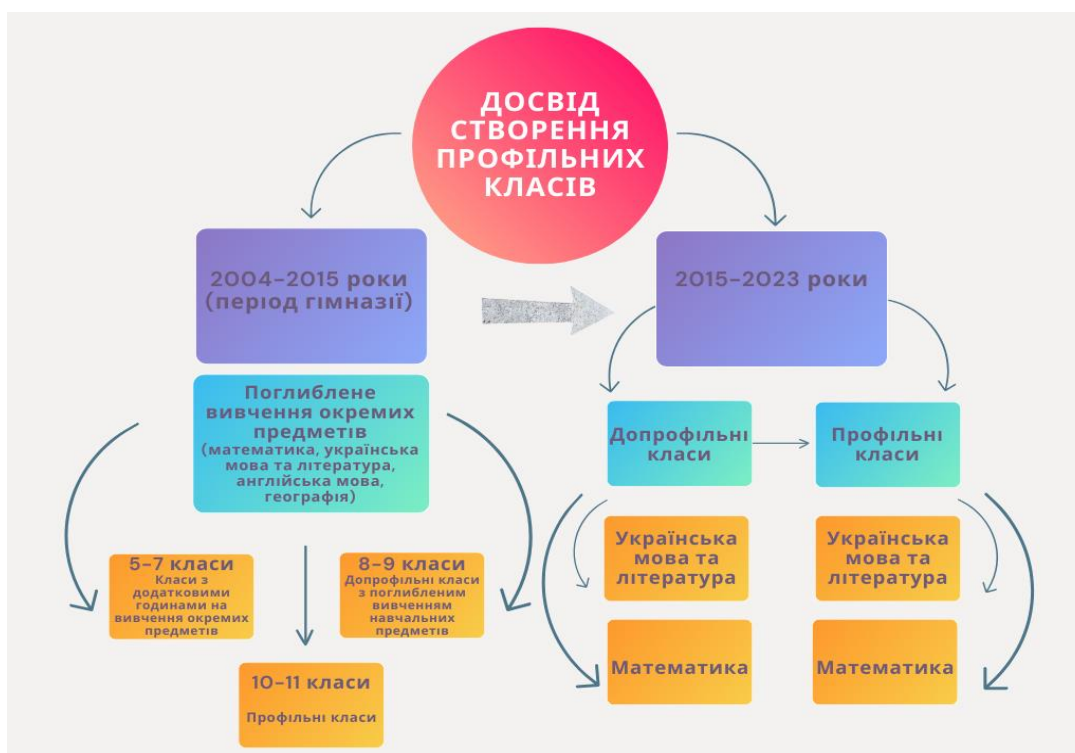 ДОСВІД
СТВОРЕННЯ
ПРОФІЛЬНИХ
КЛАСІВ
2004-2015 роки
(період гімназії)
Поглиблене
вивчення окремих
предметів
(математика, українська
мова та література,
англійська мова,
географія)
5-7 класи
Класи з
додатковими
годинами на
вивчення окремих
предметів
8-9 класи
Допрофільні класи
з поглибленим
вивченням
навчальних
предметів
10-11 класи
Профільні класи
2015-2023 роки
Допрофільні
класи
Профільні
класи
Українська
мова та
література
Українська
мова та
література
Математика
Математика